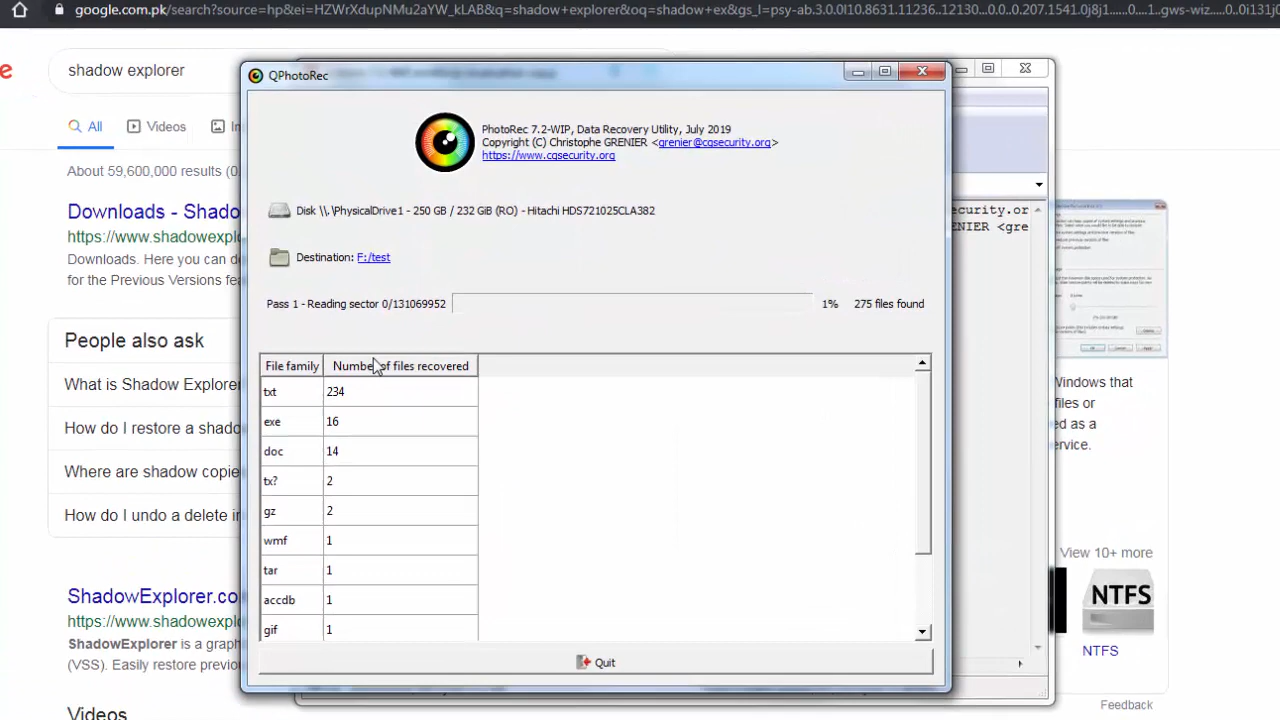 google.com.pk/search?source=hp&ei=HZWrXdupNMu2aYW_kLAB&q=shadow+explorer&oq=shadow+ex&gs_l=psy-ab.3.0.0l10.8631.11236..12130...0.0..0.207.1541.0j8j1......0....1..gws-wiz.....0..0i131j0
e
shadow explorer
All
Videos
In
About 59,600,000 results (0.
Downloads - Shado
https://www.shadowexplo
Downloads. Here you can d
for the Previous Versions fea
People also ask
What is Shadow Explorer
How do I restore a shado
Where are shadow copie
How do I undo a delete in
ShadowExplorer.co
https://www.shadowexplo
ShadowExplorer is a graph
(VSS). Easily restore previou
Videos
QPhotoRec
PhotoRec 7.2-WIP, Data Recovery Utility, July 2019
Copyright (C) Christophe GRENIER <grenier@cgsecurity.org>
https://www.cgsecurity.org
Disk \\.\PhysicalDrive1 - 250 GB / 232 GiB (RO) - Hitachi HDS721025CLA382
Destination: F:/test
Pass 1 - Reading sector 0/131069952
1%
275 files found
File family
Number of files recovered
txt
234
exe
16
doc
14
tx?
2
gz
2
wmf
1
tar
1
accdb
1
gif
1
Quit
ecurity.or
ENIER <gre
Windows that
files or
ed as a
ervice.
View 10+ more
NTFS
NTFS
Feedback